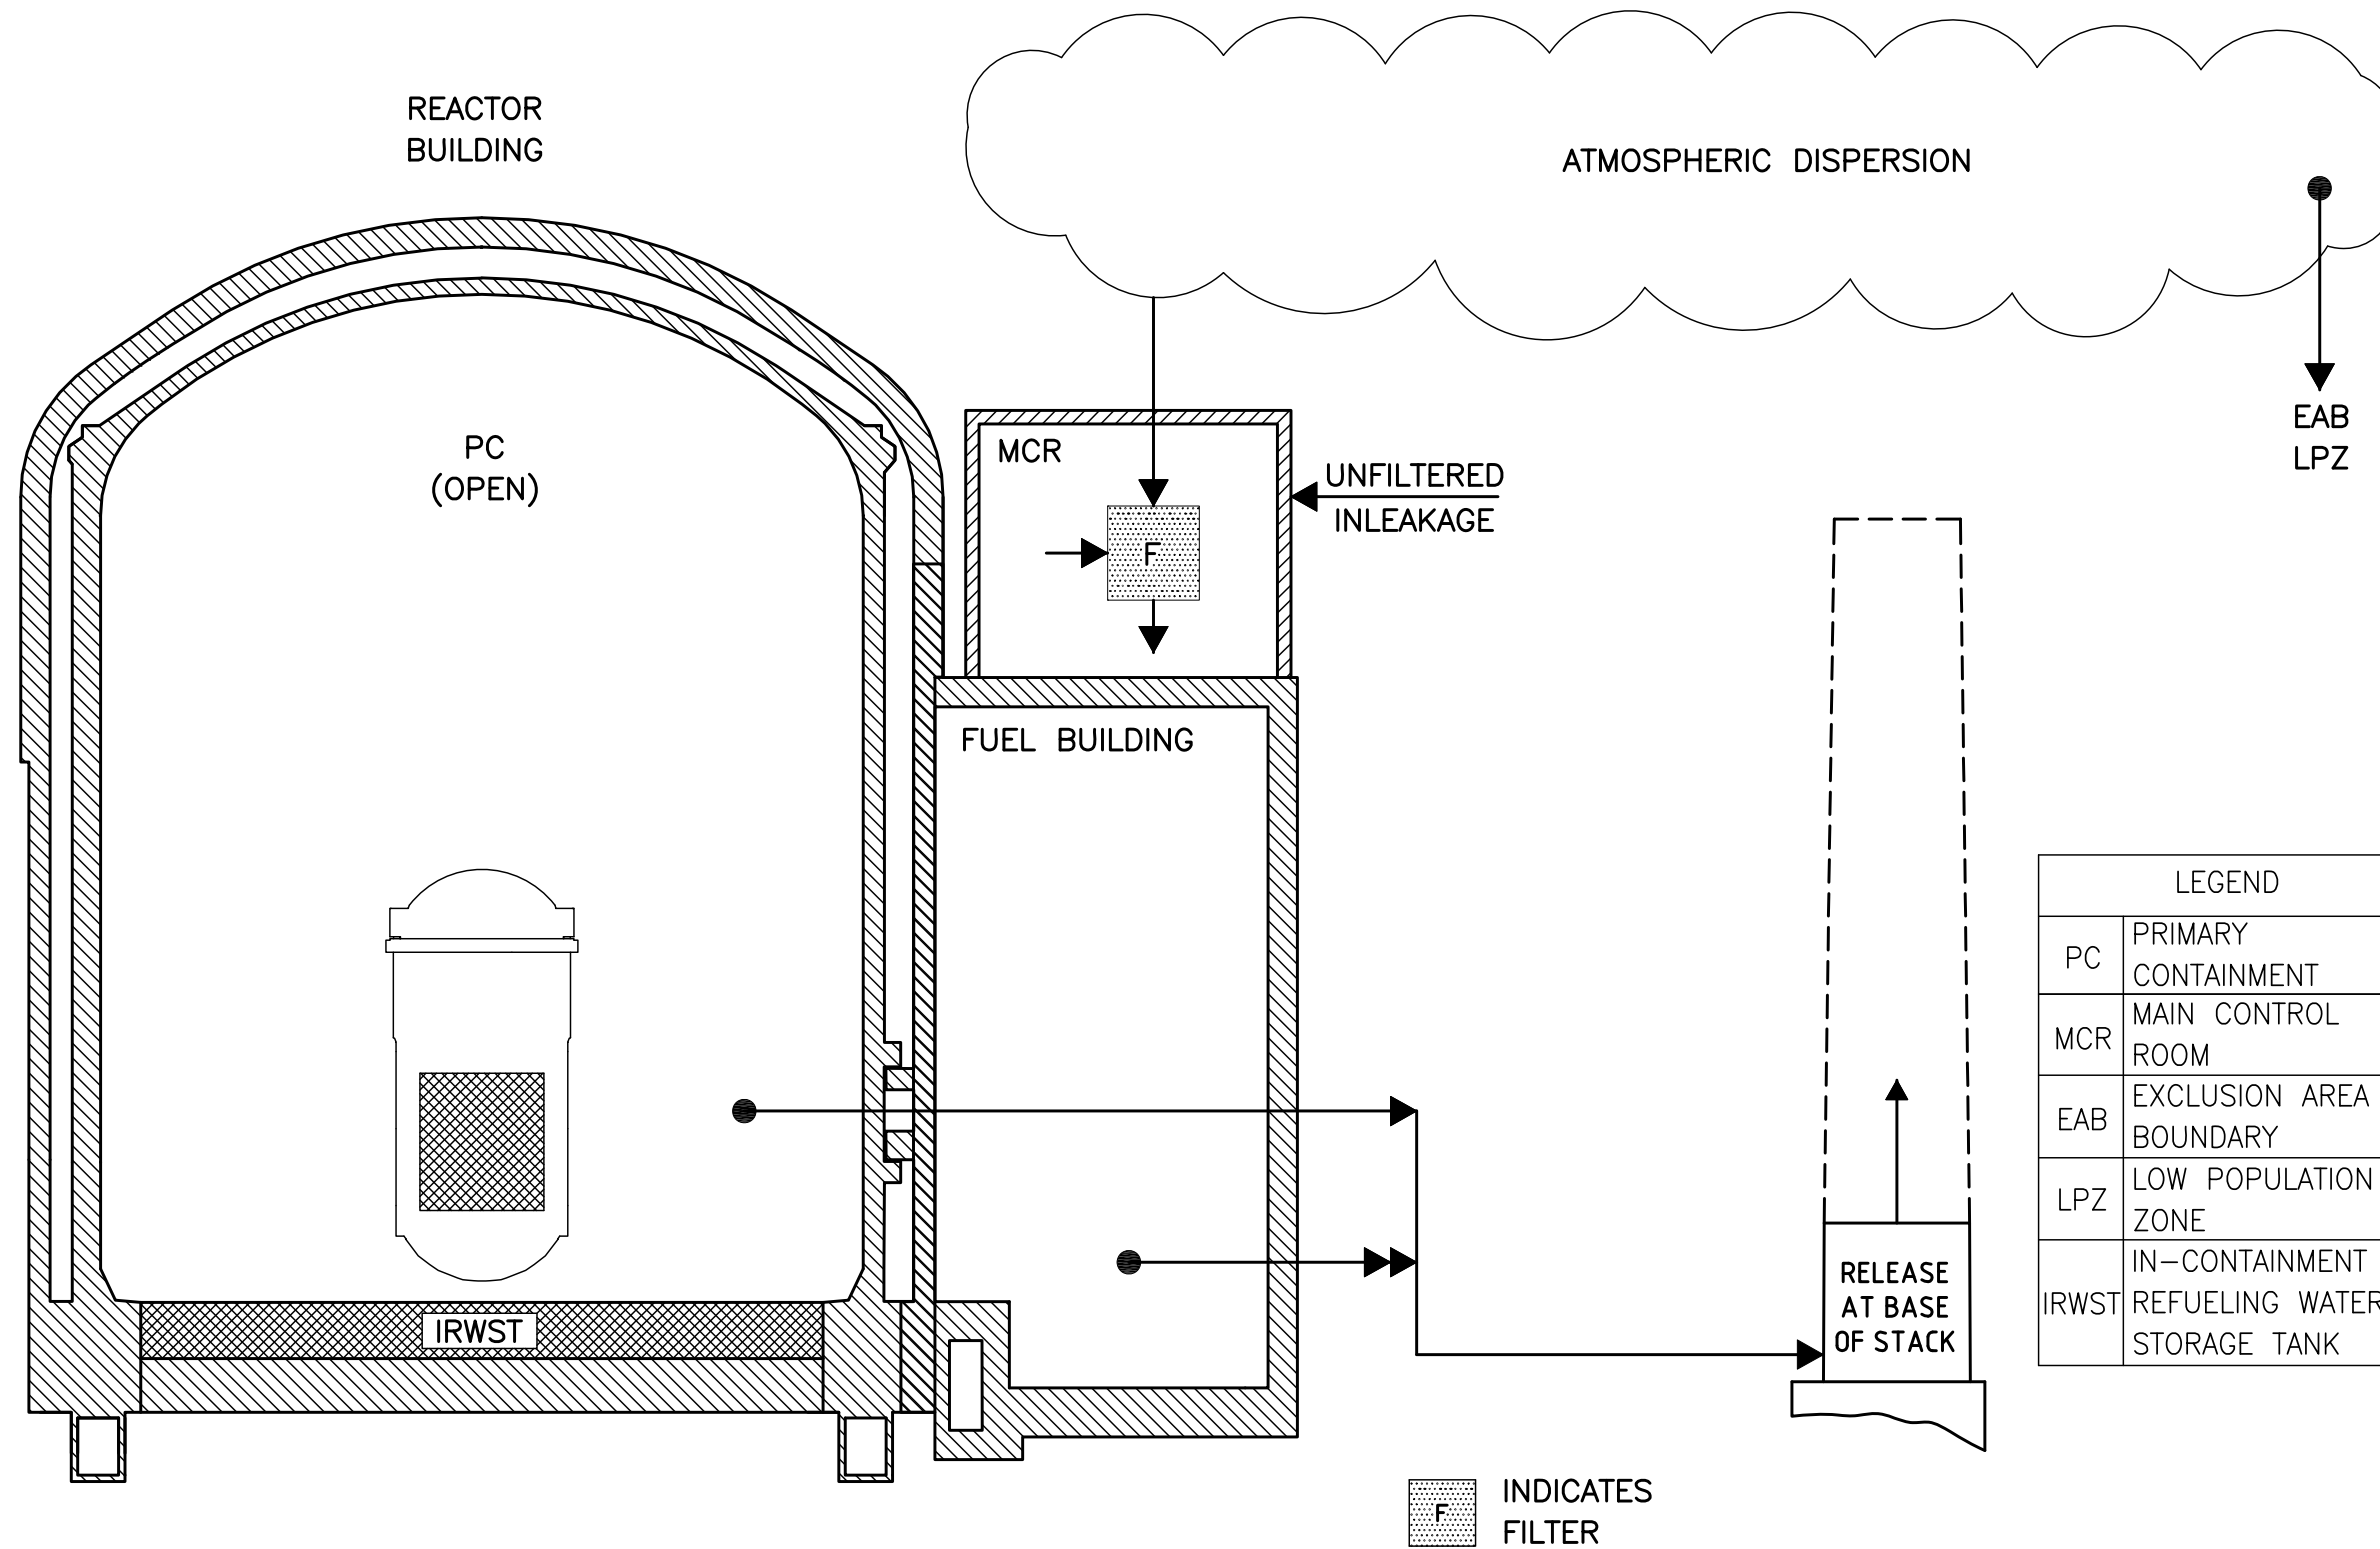 REACTOR
BUILDING
ATMOSPHERIC DISPERSION
PC
(OPEN)
MCR
F
UNFILTERED
INLEAKAGE
EAB
LPZ
FUEL BUILDING
IRWST
RELEASE
AT BASE
OF STACK
LEGEND
PC PRIMARY
CONTAINMENT
MCR MAIN CONTROL
ROOM
EAB EXCLUSION AREA
BOUNDARY
LPZ LOW POPULATION
ZONE
IRWST IN-CONTAINMENT
REFUELING WATER
STORAGE TANK
F INDICATES
FILTER